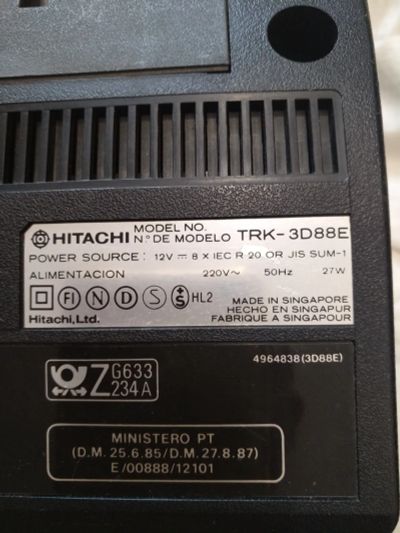 HITACHI MODEL NO. N.º DE MODELO TRK-3D88E
POWER SOURCE: 12V ⎓ 8 X IEC R 20 OR JIS SUM-1
ALIMENTACION 220V~ 50Hz 27W
FI N D S S HL2
MADE IN SINGAPORE
HECHO EN SINGAPUR
Hitachi, Ltd. FABRIQUE A SINGAPOUR
4964838(3D88E)
Z G633
234A
MINISTERO PT
(D.M. 25.6.85/D.M. 27.8.87)
E/00888/12101